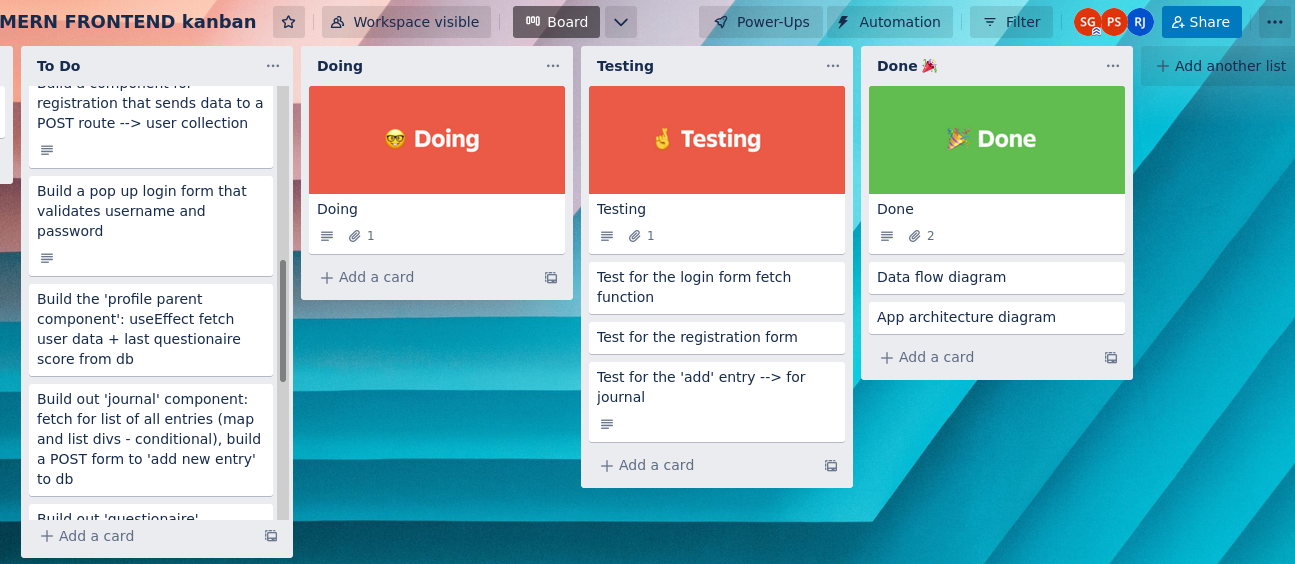 MERN FRONTEND kanban
Workspace visible
Board
Power-Ups
Automation
Filter
SG
PS
RJ
Share
To Do
Build a component for
registration that sends data to a
POST route --> user collection
Build a pop up login form that
validates username and
password
Build the 'profile parent
component': useEffect fetch
user data + last questionaire
score from db
Build out 'journal' component:
fetch for list of all entries (map
and list divs - conditional), build
a POST form to 'add new entry'
to db
Build out 'questionaire'
+ Add a card
Doing
🤓 Doing
Doing
1
+ Add a card
Testing
🤞 Testing
Testing
1
Test for the login form fetch
function
Test for the registration form
Test for the 'add' entry --> for
journal
+ Add a card
Done 🎉
🎉 Done
Done
2
Data flow diagram
App architecture diagram
+ Add a card
+ Add another list